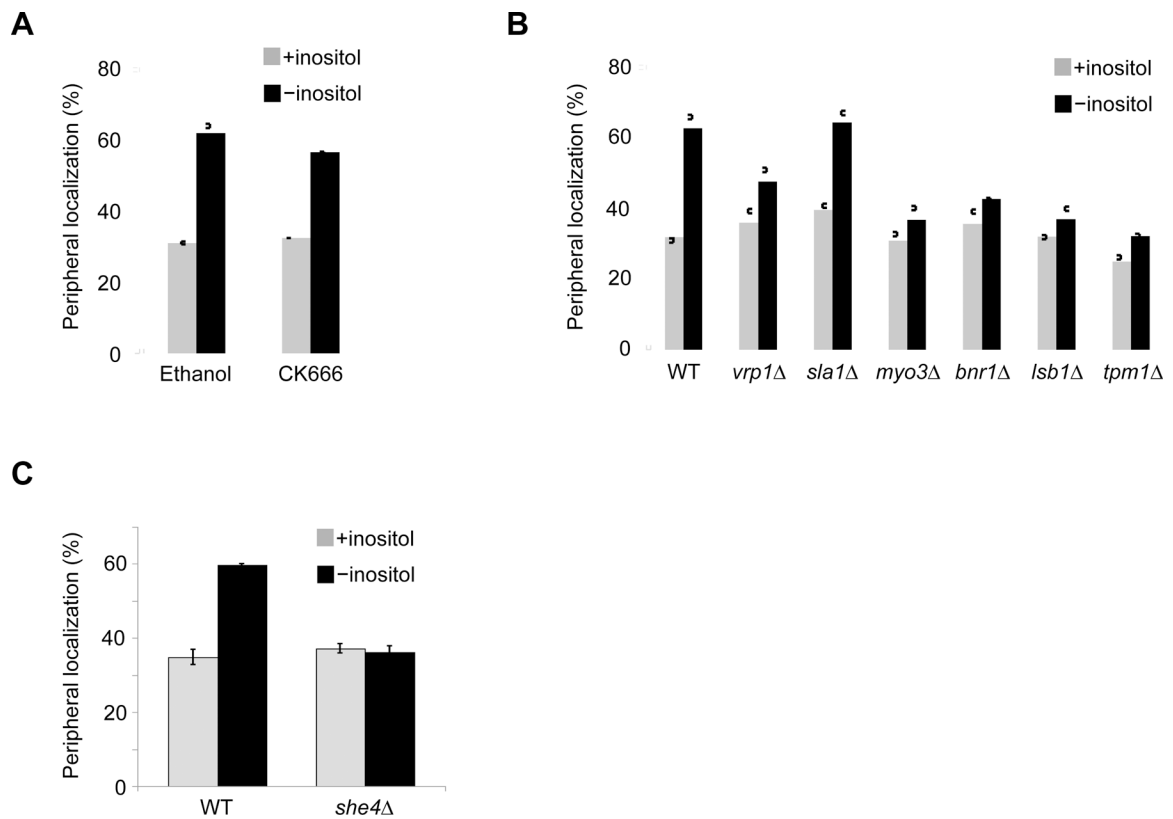 A
+inositol
−inositol
Peripheral localization (%)
80
60
40
20
0
Ethanol CK666
B
+inositol
−inositol
Peripheral localization (%)
80
60
40
20
0
WT vrp1Δ sla1Δ myo3Δ bnr1Δ lsb1Δ tpm1Δ
C
+inositol
−inositol
Peripheral localization (%)
60
40
20
0
WT she4Δ